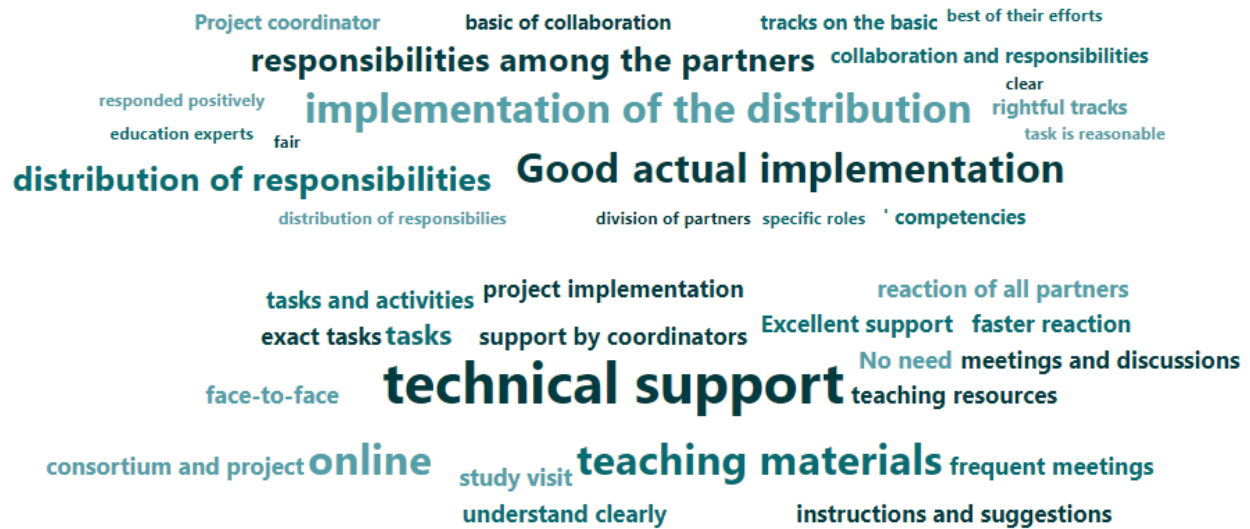 Project coordinator basic of collaboration tracks on the basic best of their efforts
responsibilities among the partners collaboration and responsibilities
clear
responded positively implementation of the distribution rightful tracks
education experts fair task is reasonable
distribution of responsibilities Good actual implementation
distribution of responsibilies division of partners specific roles ' competencies
tasks and activities project implementation reaction of all partners
exact tasks tasks support by coordinators Excellent support faster reaction
No need meetings and discussions
face-to-face technical support teaching resources
consortium and project online study visit teaching materials frequent meetings
understand clearly instructions and suggestions